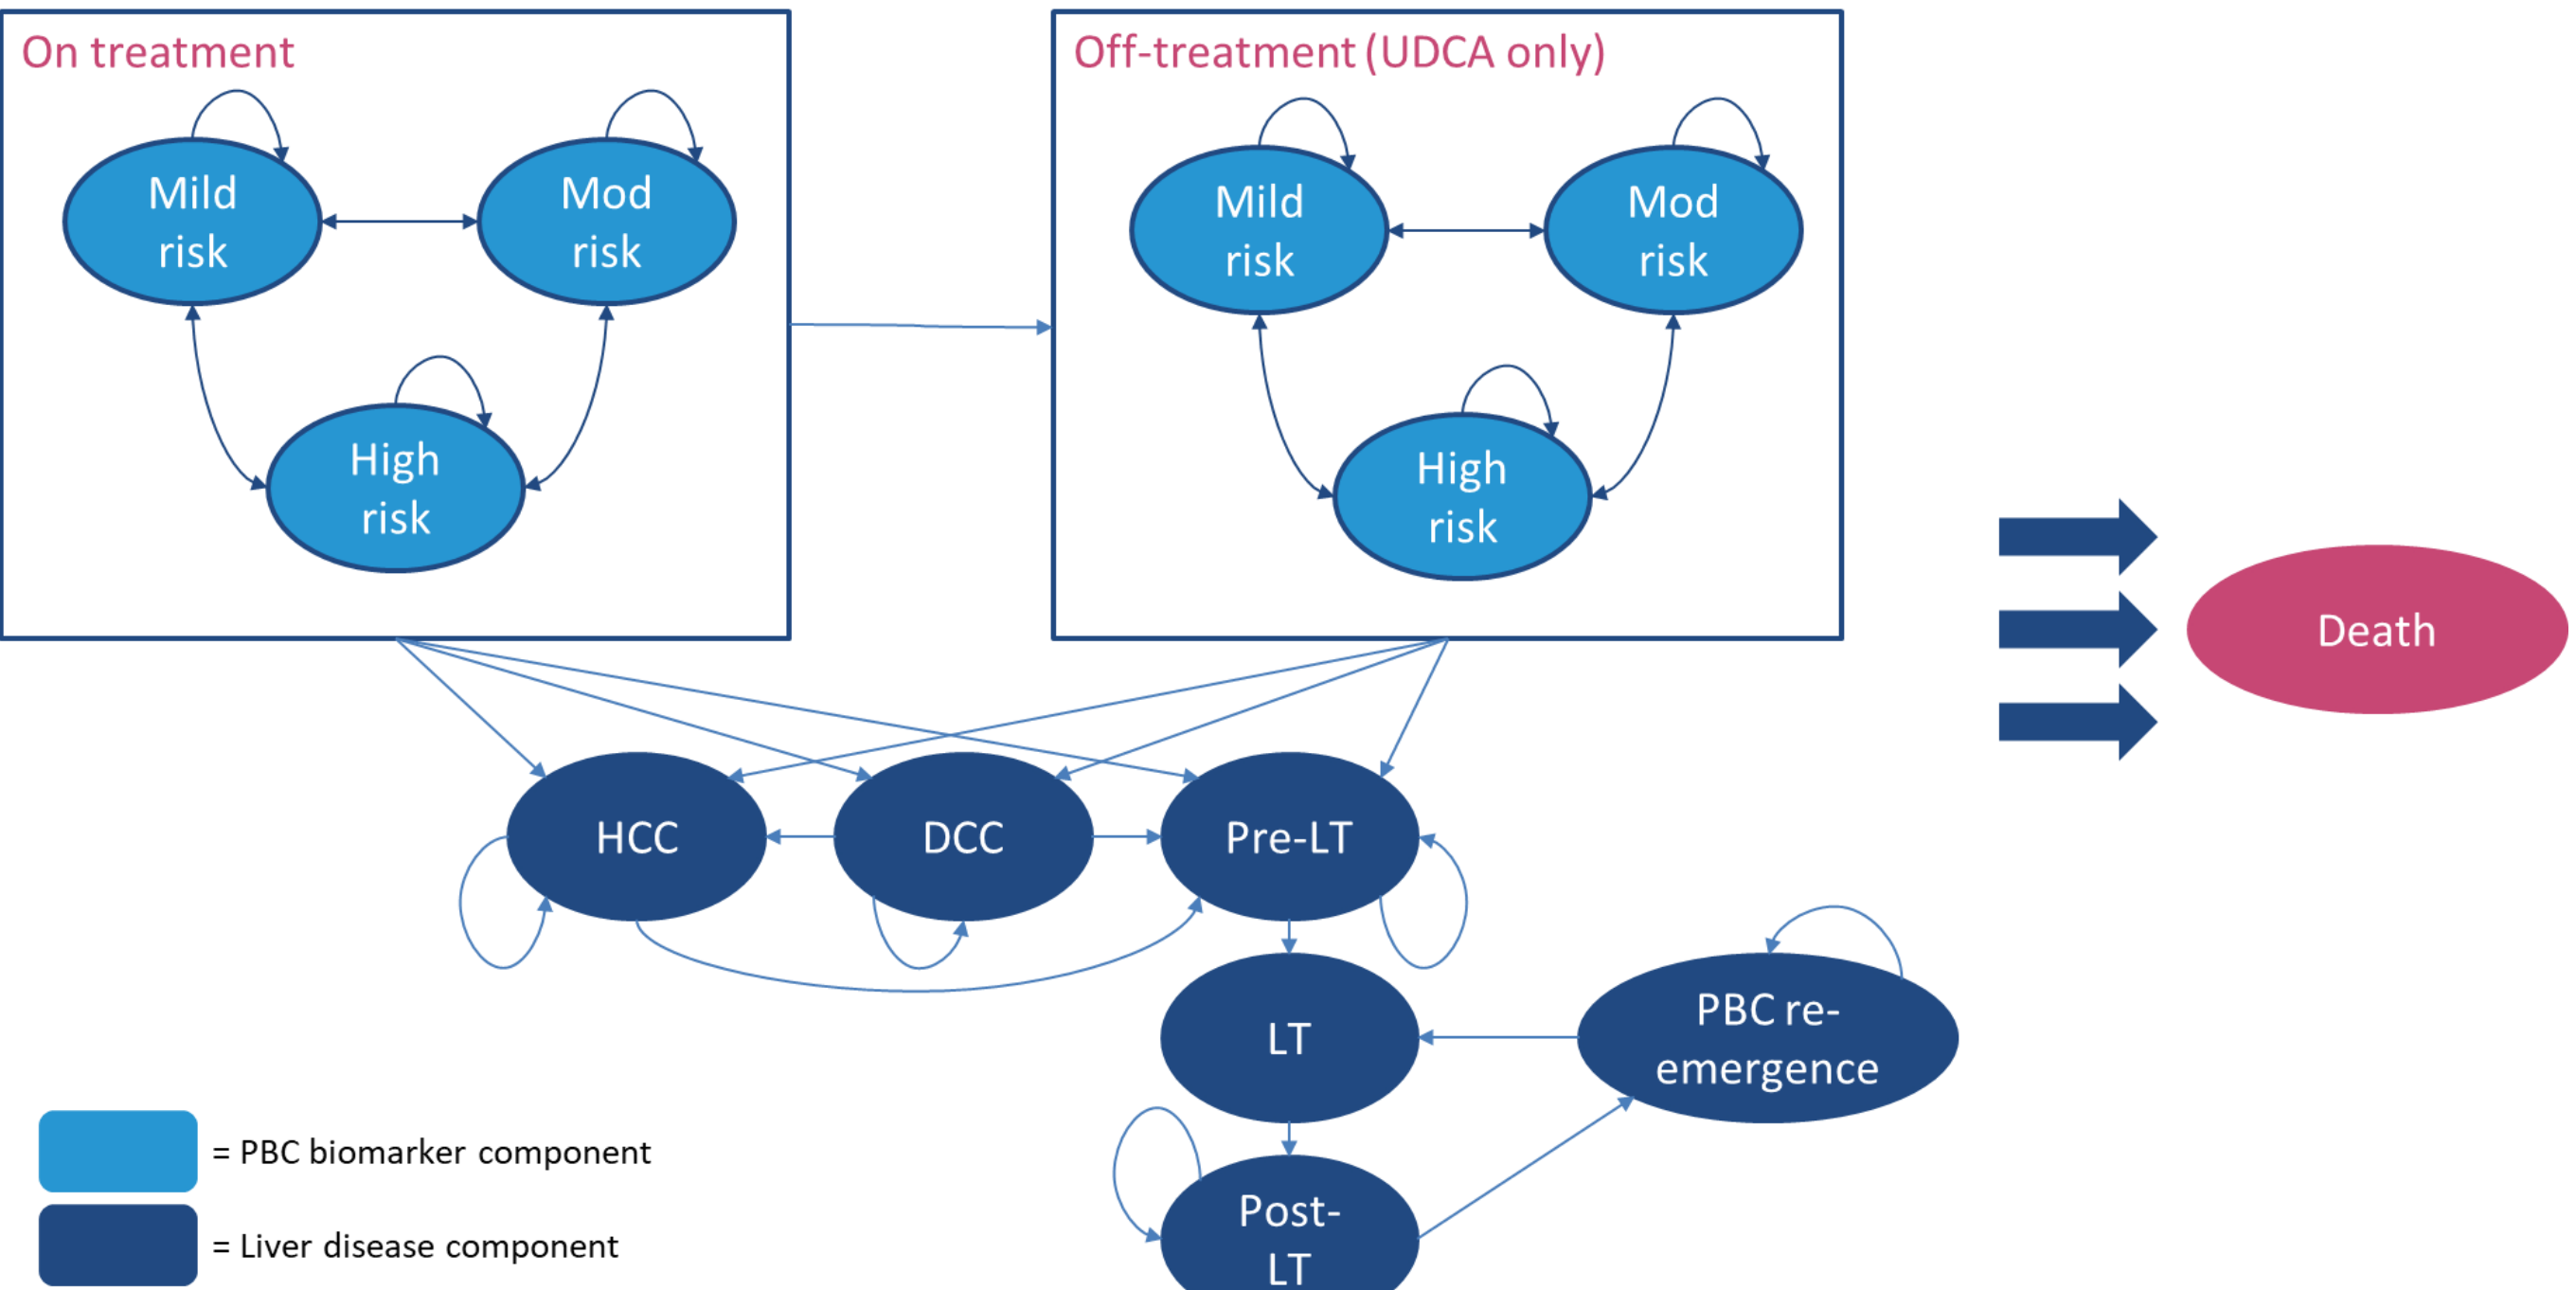 On treatment
Mild
risk
Mod
risk
High
risk
Off-treatment (UDCA only)
Mild
risk
Mod
risk
High
risk
Death
HCC
DCC
Pre-LT
LT
PBC re-
emergence
Post-
LT
= PBC biomarker component
= Liver disease component